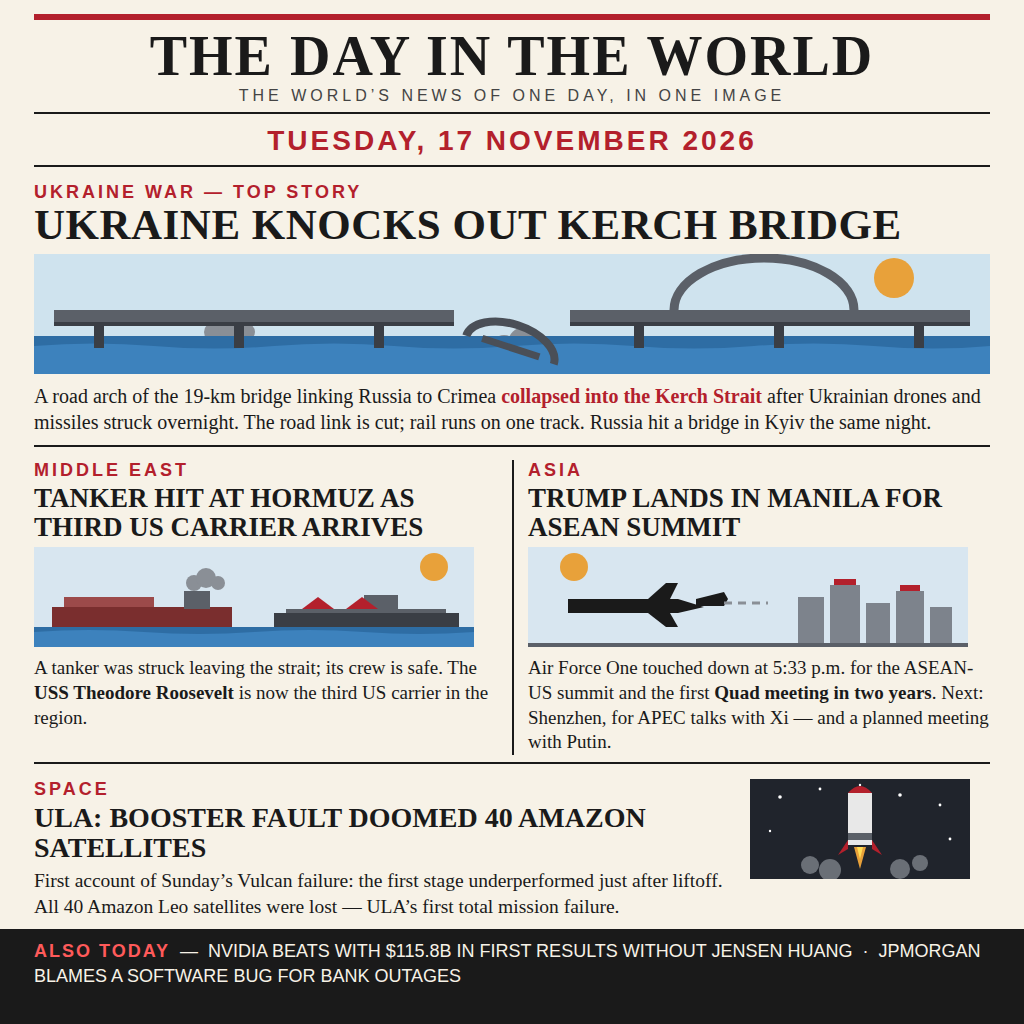 THE DAY IN THE WORLD
THE WORLD’S NEWS OF ONE DAY, IN ONE IMAGE
TUESDAY, 17 NOVEMBER 2026
UKRAINE WAR — TOP STORY
UKRAINE KNOCKS OUT KERCH BRIDGE
A road arch of the 19-km bridge linking Russia to Crimea collapsed into the Kerch Strait after Ukrainian drones and
missiles struck overnight. The road link is cut; rail runs on one track. Russia hit a bridge in Kyiv the same night.
MIDDLE EAST
TANKER HIT AT HORMUZ AS
THIRD US CARRIER ARRIVES
A tanker was struck leaving the strait; its crew is safe. The
USS Theodore Roosevelt is now the third US carrier in the
region.
ASIA
TRUMP LANDS IN MANILA FOR
ASEAN SUMMIT
Air Force One touched down at 5:33 p.m. for the ASEAN-
US summit and the first Quad meeting in two years. Next:
Shenzhen, for APEC talks with Xi — and a planned meeting
with Putin.
SPACE
ULA: BOOSTER FAULT DOOMED 40 AMAZON
SATELLITES
First account of Sunday’s Vulcan failure: the first stage underperformed just after liftoff.
All 40 Amazon Leo satellites were lost — ULA’s first total mission failure.
ALSO TODAY — NVIDIA BEATS WITH $115.8B IN FIRST RESULTS WITHOUT JENSEN HUANG · JPMORGAN
BLAMES A SOFTWARE BUG FOR BANK OUTAGES